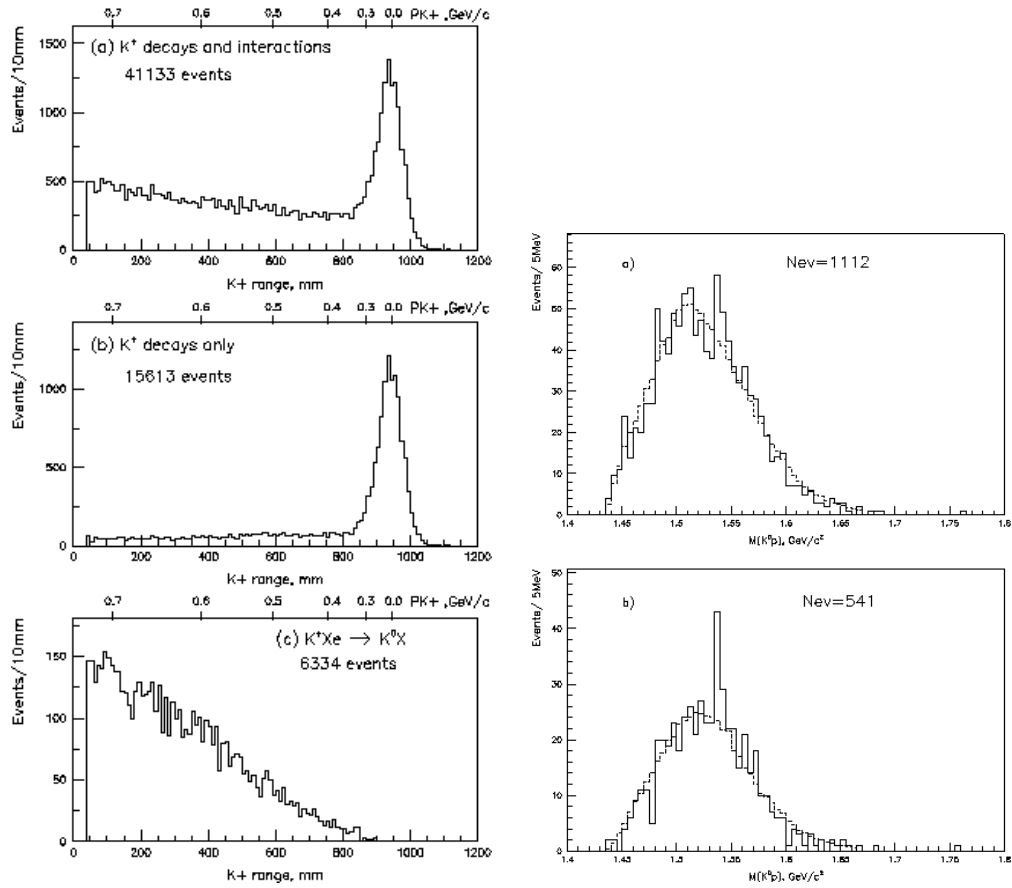 0.7 0.6 0.5 0.4 0.3 0.0 PK+ ,GeV/c
(a) K⁺ decays and interactions
41133 events
Events/10mm
1500
1000
500
0
0 200 400 600 800 1000 1200
K+ range, mm
0.7 0.6 0.5 0.4 0.3 0.0 PK+ ,GeV/c
(b) K⁺ decays only
15613 events
Events/10mm
1000
500
0
0 200 400 600 800 1000 1200
K+ range, mm
0.7 0.6 0.5 0.4 0.3 0.0 PK+ ,GeV/c
(c) K⁺Xe → K⁰X
6334 events
Events/10mm
150
100
50
0
0 200 400 600 800 1000 1200
K+ range, mm
a)
Nev=1112
Events/ 5MeV
60
50
40
30
20
10
0
1.4 1.45 1.5 1.55 1.6 1.65 1.7 1.75 1.8
M(K⁰p), GeV/c²
b)
Nev=541
Events/ 5MeV
50
40
30
20
10
0
1.4 1.45 1.5 1.55 1.6 1.65 1.7 1.75 1.8
M(K⁰p), GeV/c²